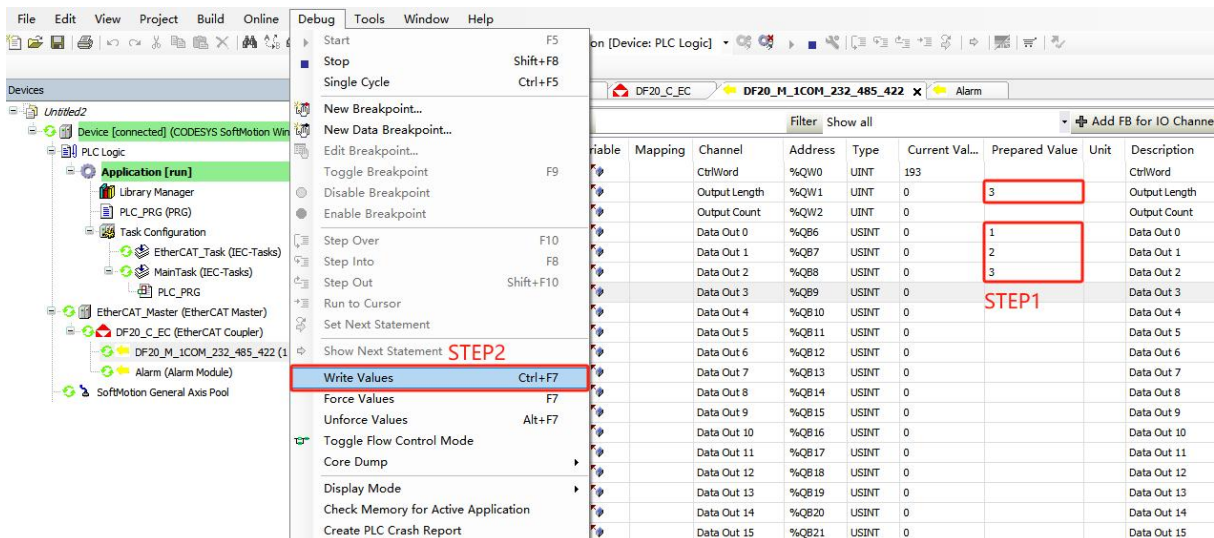 File Edit View Project Build Online Debug Tools Window Help
on [Device: PLC Logic]
Start F5
Stop Shift+F8
Single Cycle Ctrl+F5
New Breakpoint...
New Data Breakpoint...
Edit Breakpoint...
Toggle Breakpoint F9
Disable Breakpoint
Enable Breakpoint
Step Over F10
Step Into F8
Step Out Shift+F10
Run to Cursor
Set Next Statement
Show Next Statement STEP2
Write Values Ctrl+F7
Force Values F7
Unforce Values Alt+F7
Toggle Flow Control Mode
Core Dump
Display Mode
Check Memory for Active Application
Create PLC Crash Report
Devices
Untitled2
Device [connected] (CODESYS SoftMotion Win
PLC Logic
Application [run]
Library Manager
PLC_PRG (PRG)
Task Configuration
EtherCAT_Task (IEC-Tasks)
MainTask (IEC-Tasks)
PLC_PRG
EtherCAT_Master (EtherCAT Master)
DF20_C_EC (EtherCAT Coupler)
DF20_M_1COM_232_485_422 (1
Alarm (Alarm Module)
SoftMotion General Axis Pool
DF20_C_EC DF20_M_1COM_232_485_422 x Alarm
Filter Show all Add FB for IO Channe
riable Mapping Channel Address Type Current Val... Prepared Value Unit Description
CtrlWord %QW0 UINT 193 CtrlWord
Output Length %QW1 UINT 0 3 Output Length
Output Count %QW2 UINT 0 Output Count
Data Out 0 %QB6 USINT 0 1 Data Out 0
Data Out 1 %QB7 USINT 0 2 Data Out 1
Data Out 2 %QB8 USINT 0 3 Data Out 2
Data Out 3 %QB9 USINT 0 Data Out 3
STEP1
Data Out 4 %QB10 USINT 0 Data Out 4
Data Out 5 %QB11 USINT 0 Data Out 5
Data Out 6 %QB12 USINT 0 Data Out 6
Data Out 7 %QB13 USINT 0 Data Out 7
Data Out 8 %QB14 USINT 0 Data Out 8
Data Out 9 %QB15 USINT 0 Data Out 9
Data Out 10 %QB16 USINT 0 Data Out 10
Data Out 11 %QB17 USINT 0 Data Out 11
Data Out 12 %QB18 USINT 0 Data Out 12
Data Out 13 %QB19 USINT 0 Data Out 13
Data Out 14 %QB20 USINT 0 Data Out 14
Data Out 15 %QB21 USINT 0 Data Out 15